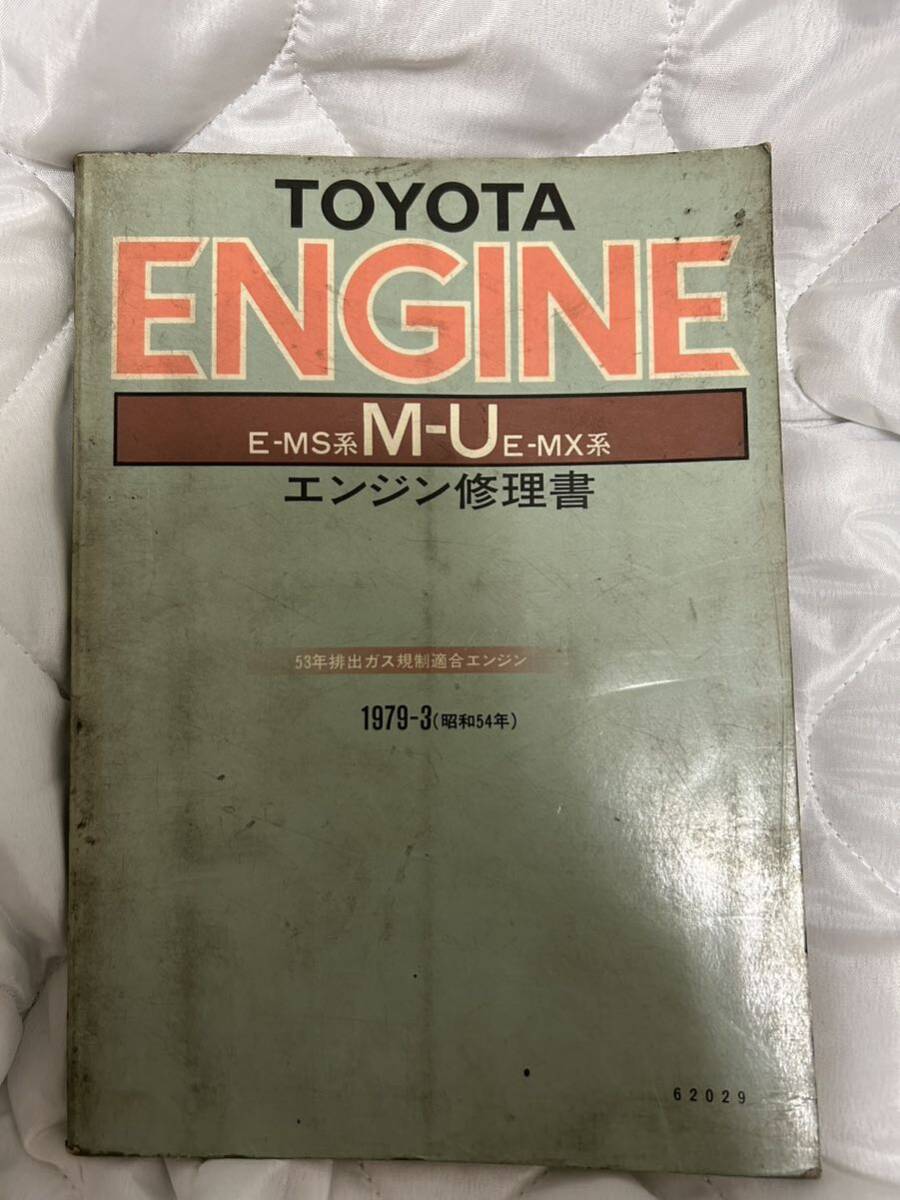 TOYOTA
ENGINE
E-MS系 M-U E-MX系
エンジン修理書
53年排出ガス規制適合エンジン
1979-3(昭和54年)
62029